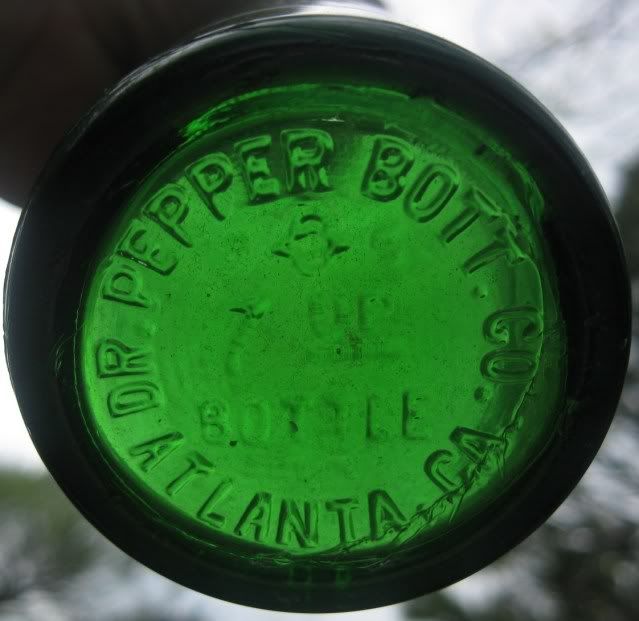 DR. PEPPER BOTT. CO.
BOTTLE
ATLANTA. GA.